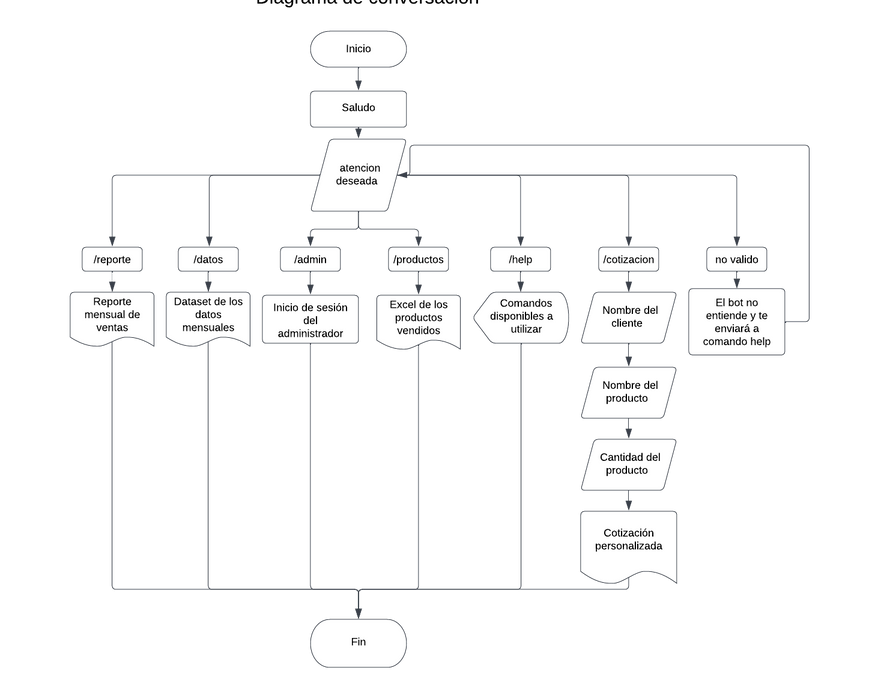 Diagrama de conversacion
Inicio
Saludo
atencion
deseada
/reporte
/datos
/admin
/productos
/help
/cotizacion
no valido
Reporte
mensual de
ventas
Dataset de los
datos
mensuales
Inicio de sesión
del
administrador
Excel de los
productos
vendidos
Comandos
disponibles a
utilizar
Nombre del
cliente
El bot no
entiende y te
enviará a
comando help
Nombre del
producto
Cantidad del
producto
Cotización
personalizada
Fin